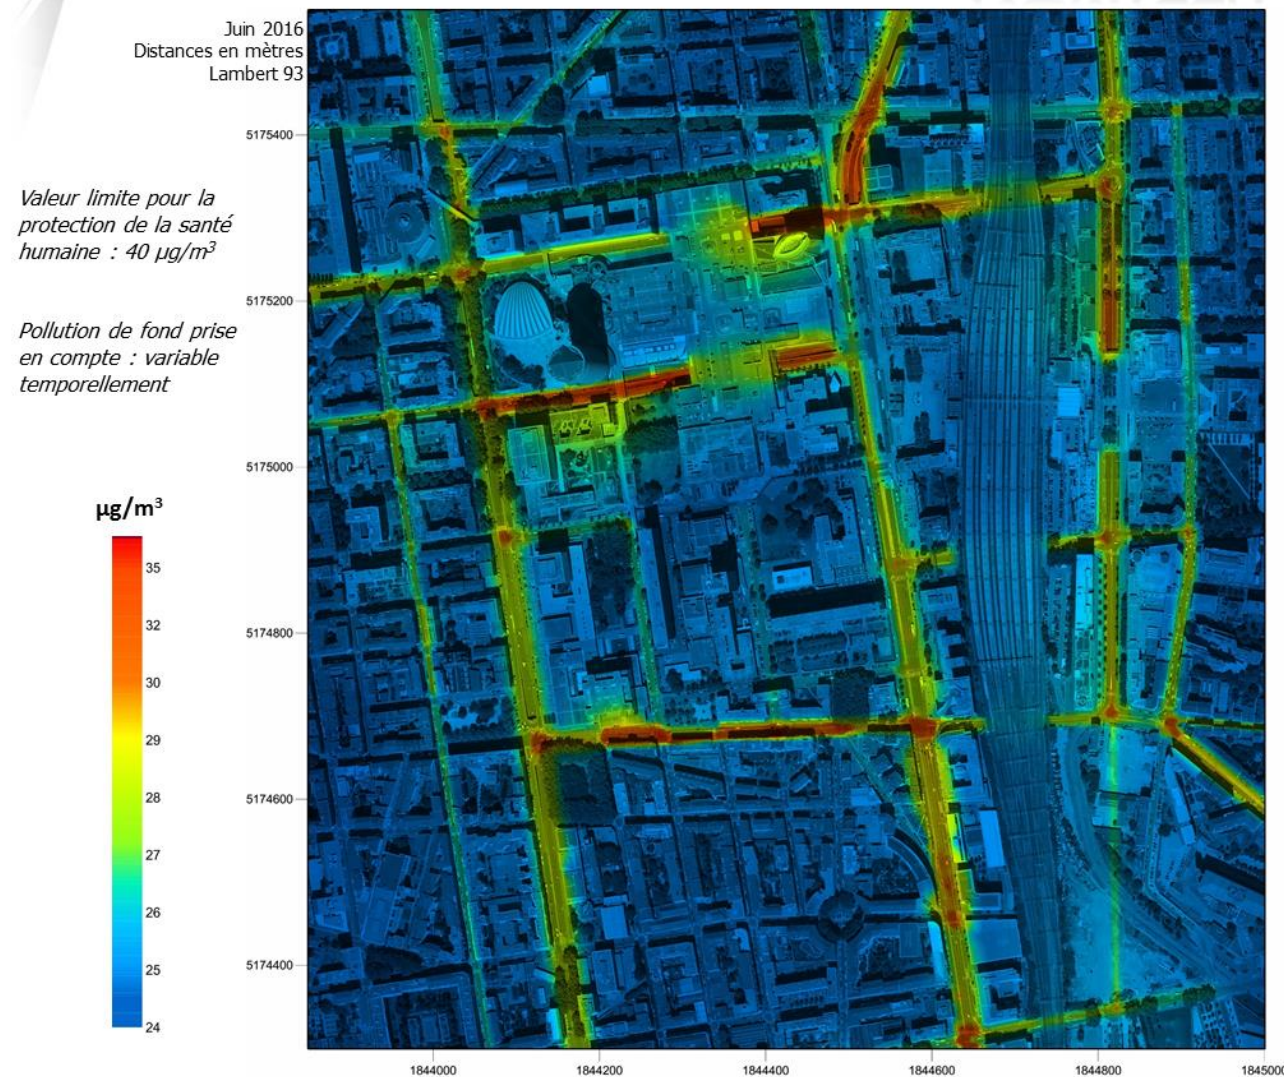 Juin 2016
Distances en mètres
Lambert 93
Valeur limite pour la
protection de la santé
humaine : 40 µg/m³
Pollution de fond prise
en compte : variable
temporellement
µg/m³
35
32
30
29
28
27
26
25
24
5175400
5175200
5175000
5174800
5174600
5174400
1844000
1844200
1844400
1844600
1844800
1845000